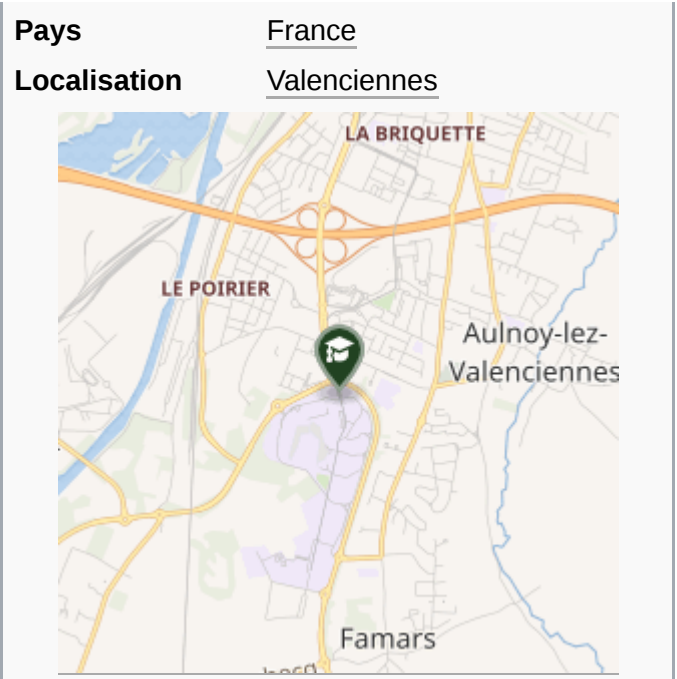 Pays France
Localisation Valenciennes
LA BRIQUETTE
LE POIRIER
Aulnoy-lez-
Valenciennes
Famars